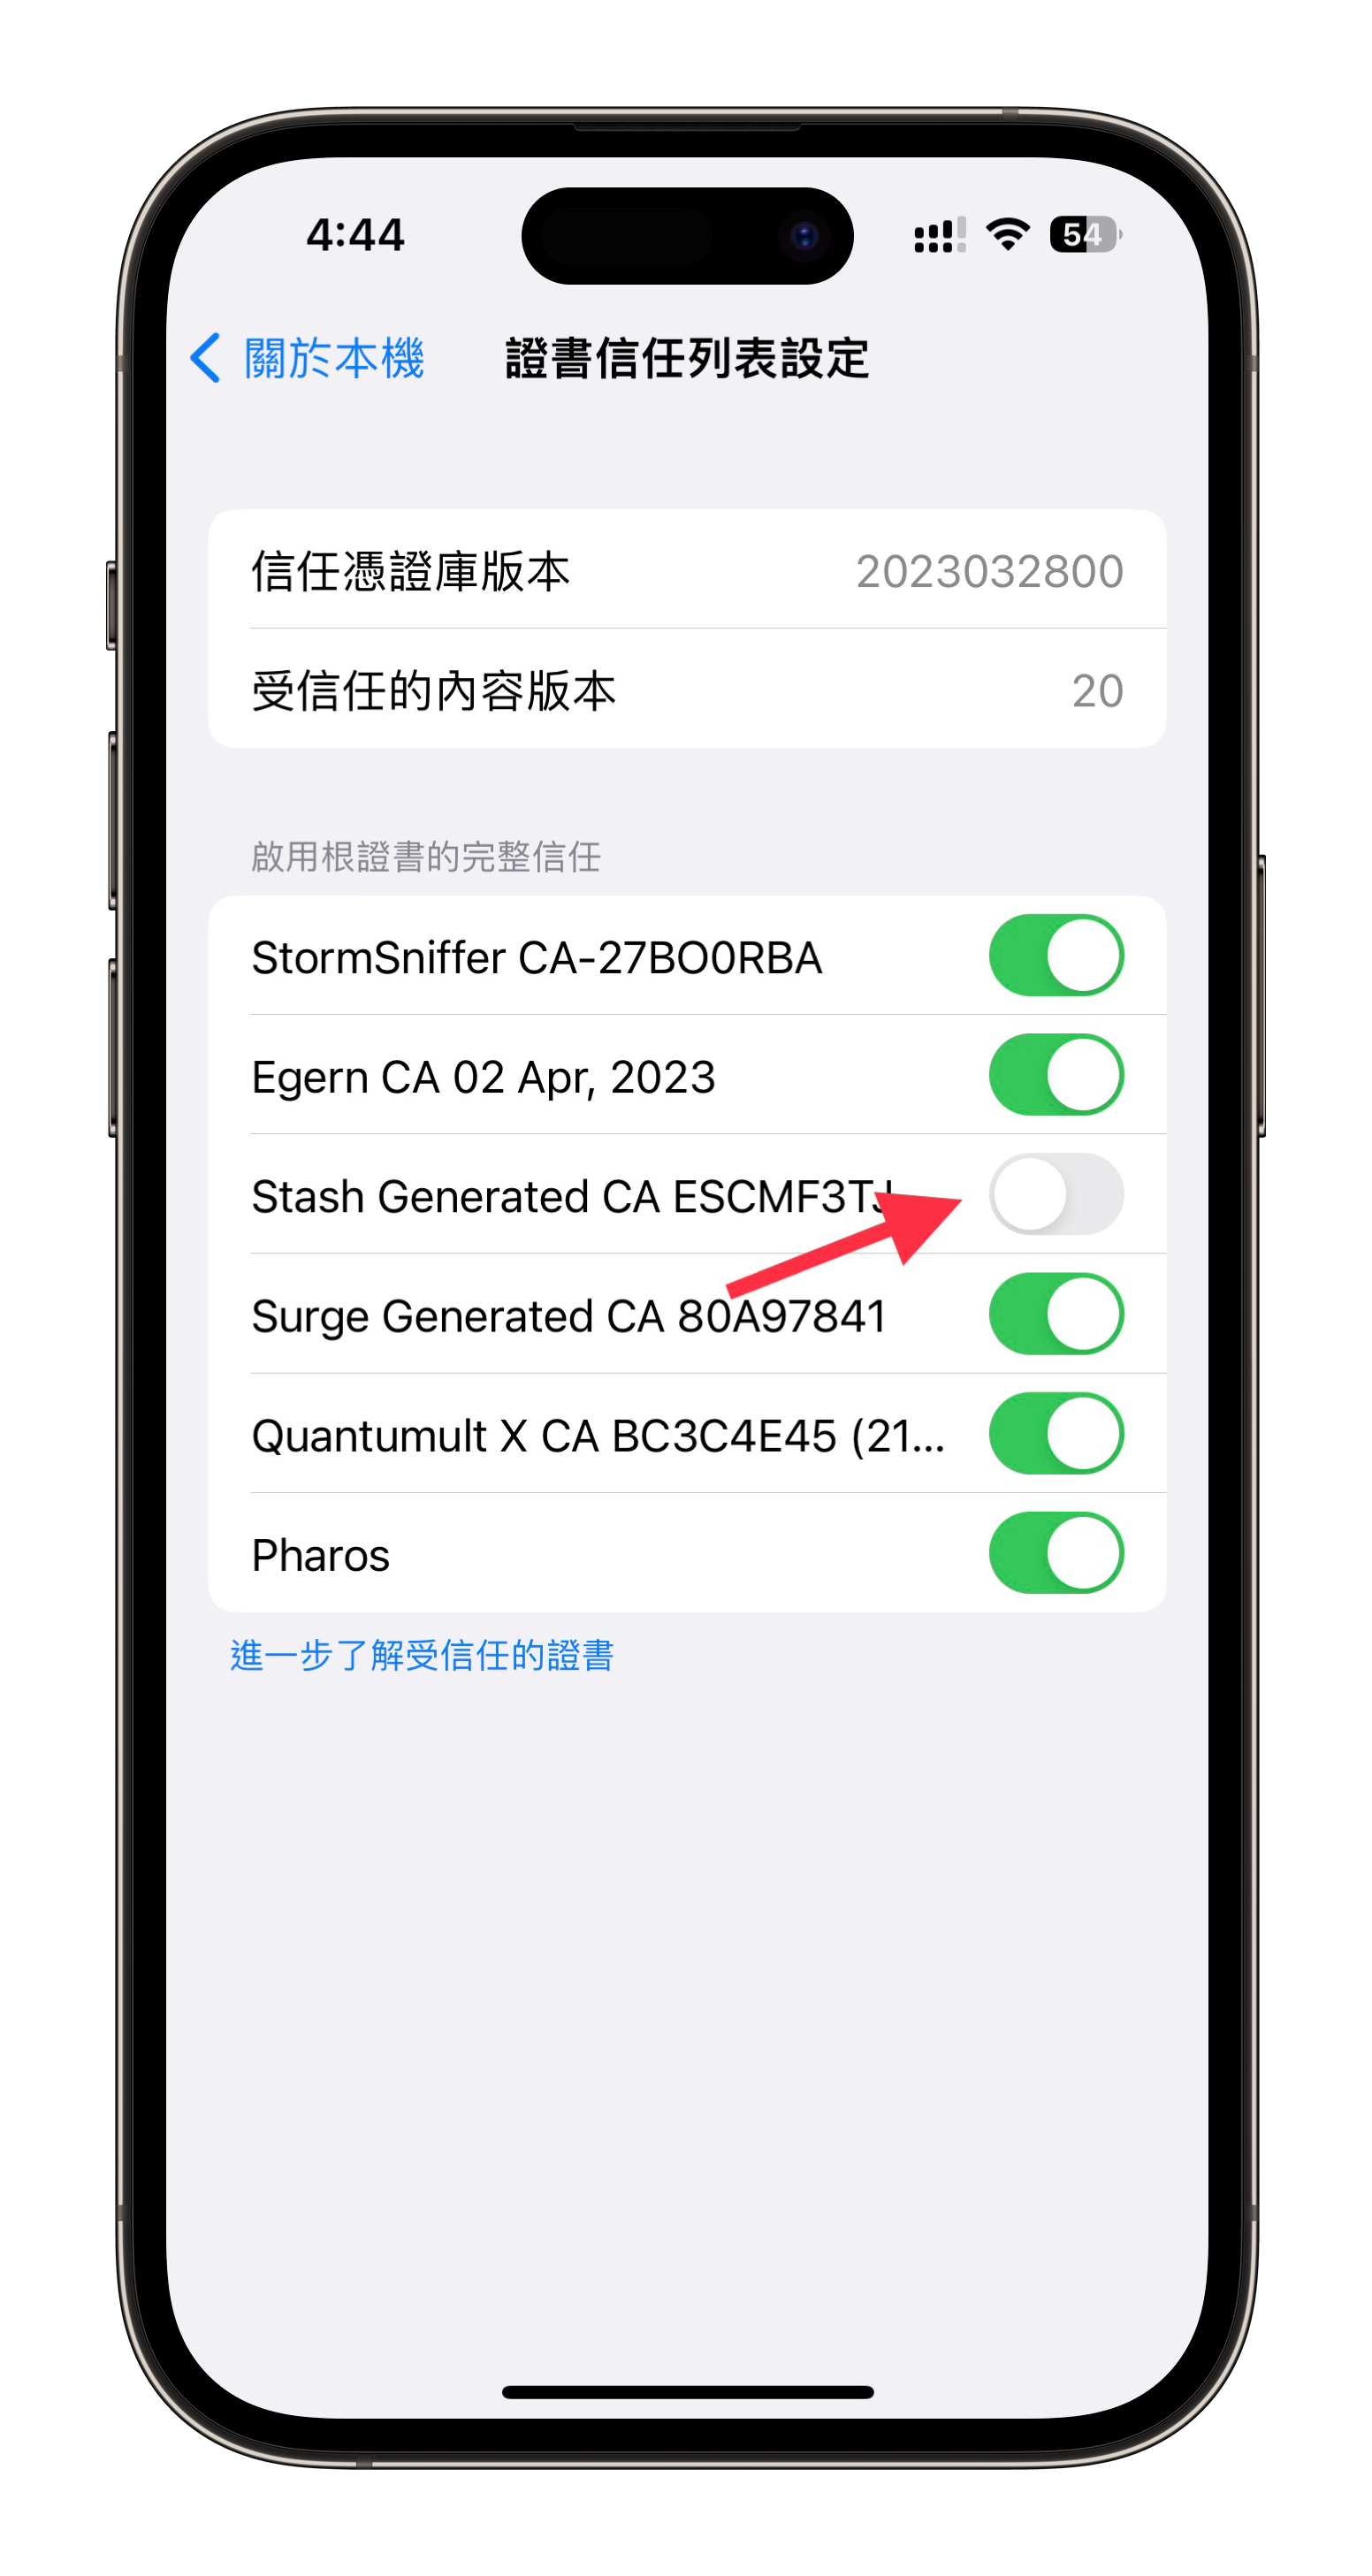 4:44
54
關於本機
證書信任列表設定
信任憑證庫版本 2023032800
受信任的內容版本 20
啟用根證書的完整信任
StormSniffer CA-27BO0RBA
Egern CA 02 Apr, 2023
Stash Generated CA ESCMF3TJ
Surge Generated CA 80A97841
Quantumult X CA BC3C4E45 (21...
Pharos
進一步了解受信任的證書